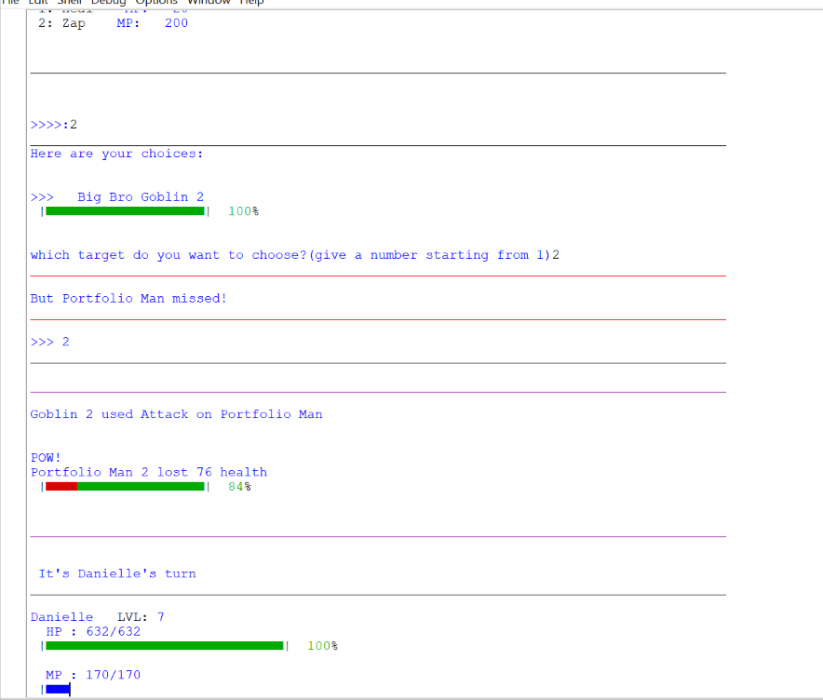 File Edit Shell Debug Options Window Help
2: Zap MP: 200
>>>>:2
Here are your choices:
>>> Big Bro Goblin 2
| | 100%
which target do you want to choose?(give a number starting from 1)2
But Portfolio Man missed!
>>> 2
Goblin 2 used Attack on Portfolio Man
POW!
Portfolio Man 2 lost 76 health
| | 84%
It's Danielle's turn
Danielle LVL: 7
HP : 632/632
| | 100%
MP : 170/170
|